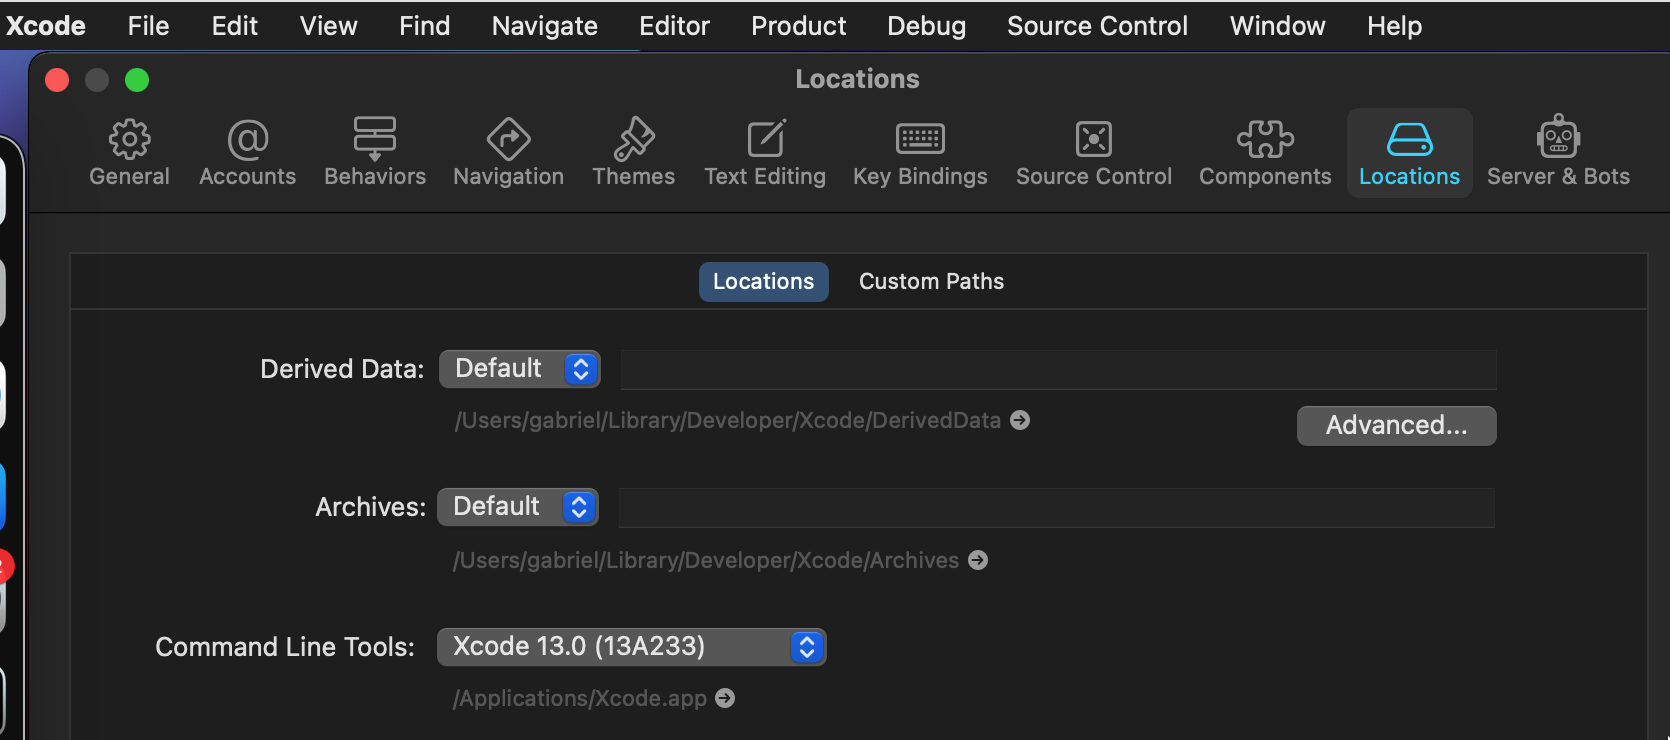 Xcode File Edit View Find Navigate Editor Product Debug Source Control Window Help
Locations
General Accounts Behaviors Navigation Themes Text Editing Key Bindings Source Control Components Locations Server & Bots
Locations Custom Paths
Derived Data: Default
/Users/gabriel/Library/Developer/Xcode/DerivedData
Advanced...
Archives: Default
/Users/gabriel/Library/Developer/Xcode/Archives
Command Line Tools: Xcode 13.0 (13A233)
/Applications/Xcode.app